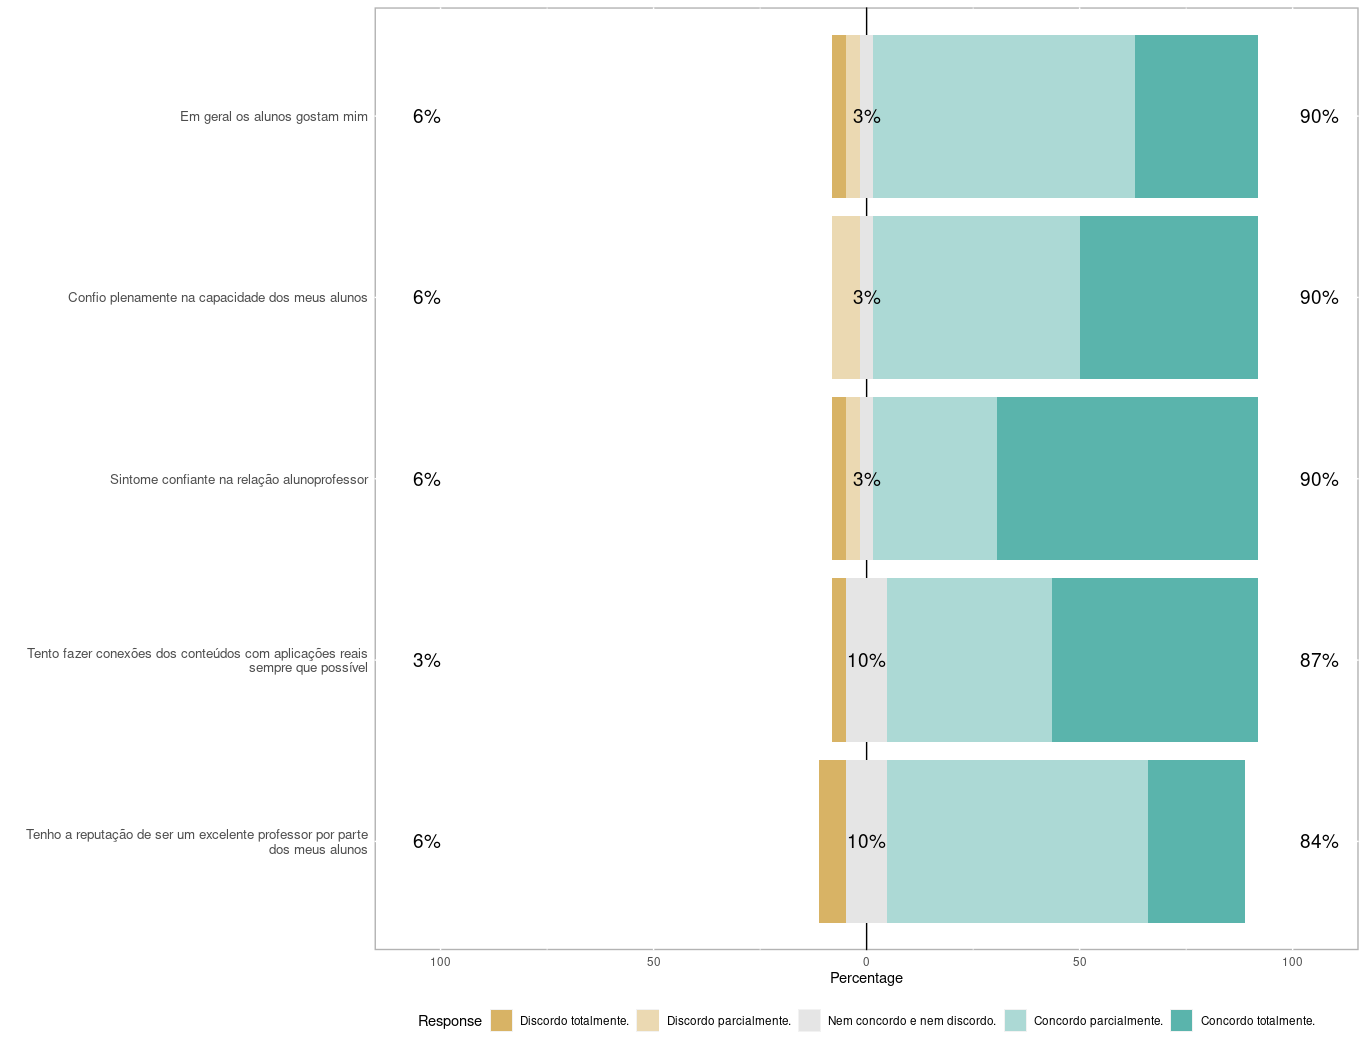 Em geral os alunos gostam mim
6%
3%
90%
Confio plenamente na capacidade dos meus alunos
6%
3%
90%
Sintome confiante na relação alunoprofessor
6%
3%
90%
Tento fazer conexões dos conteúdos com aplicações reais
sempre que possível
3%
10%
87%
Tenho a reputação de ser um excelente professor por parte
dos meus alunos
6%
10%
84%
100 50 0 50 100
Percentage
Response Discordo totalmente. Discordo parcialmente. Nem concordo e nem discordo. Concordo parcialmente. Concordo totalmente.